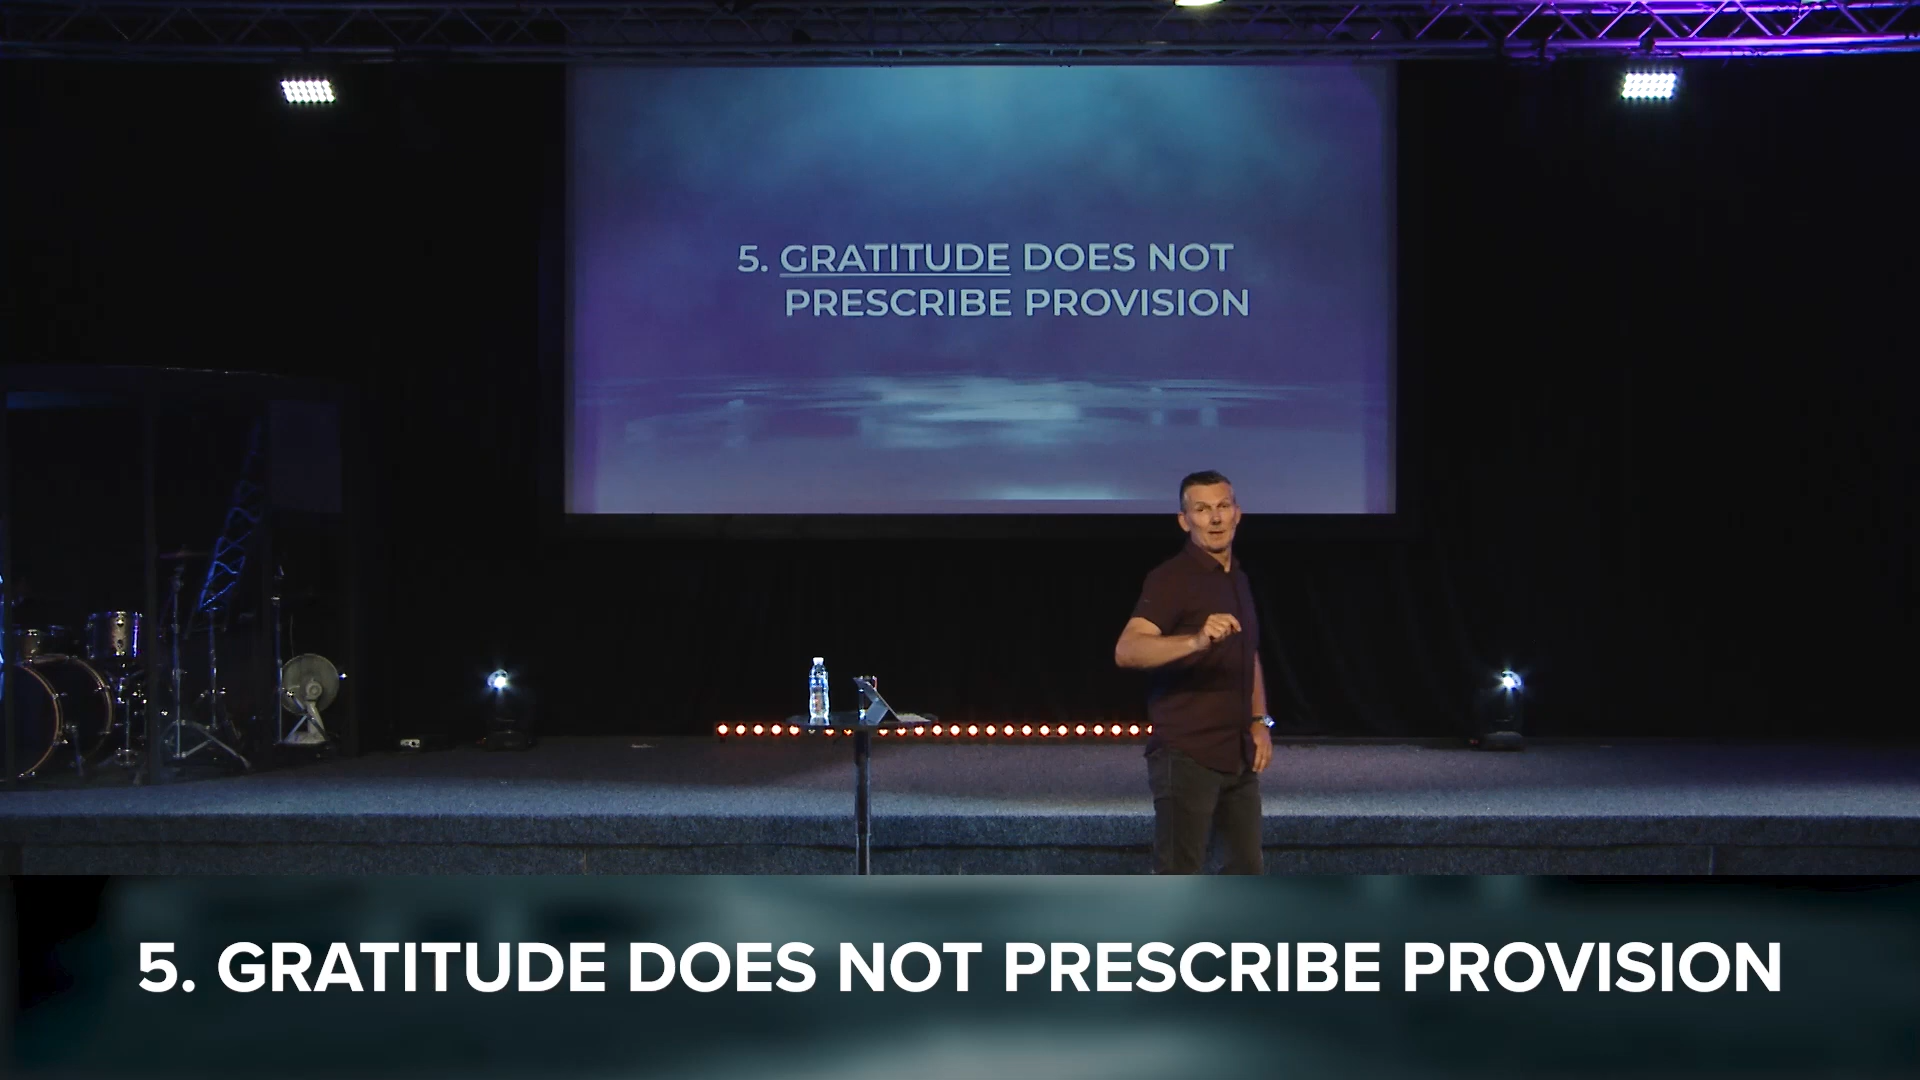 5. GRATITUDE DOES NOT
PRESCRIBE PROVISION
5. GRATITUDE DOES NOT PRESCRIBE PROVISION